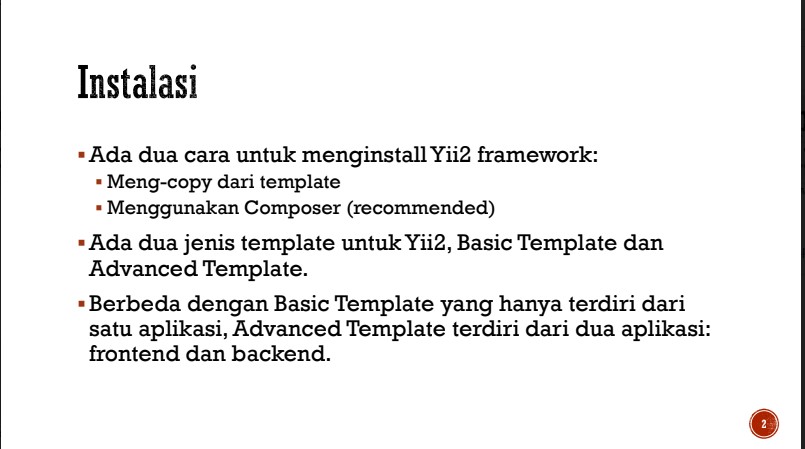 Instalasi
Ada dua cara untuk menginstall Yii2 framework:
Meng-copy dari template
Menggunakan Composer (recommended)
Ada dua jenis template untuk Yii2, Basic Template dan
Advanced Template.
Berbeda dengan Basic Template yang hanya terdiri dari
satu aplikasi, Advanced Template terdiri dari dua aplikasi:
frontend dan backend.
2